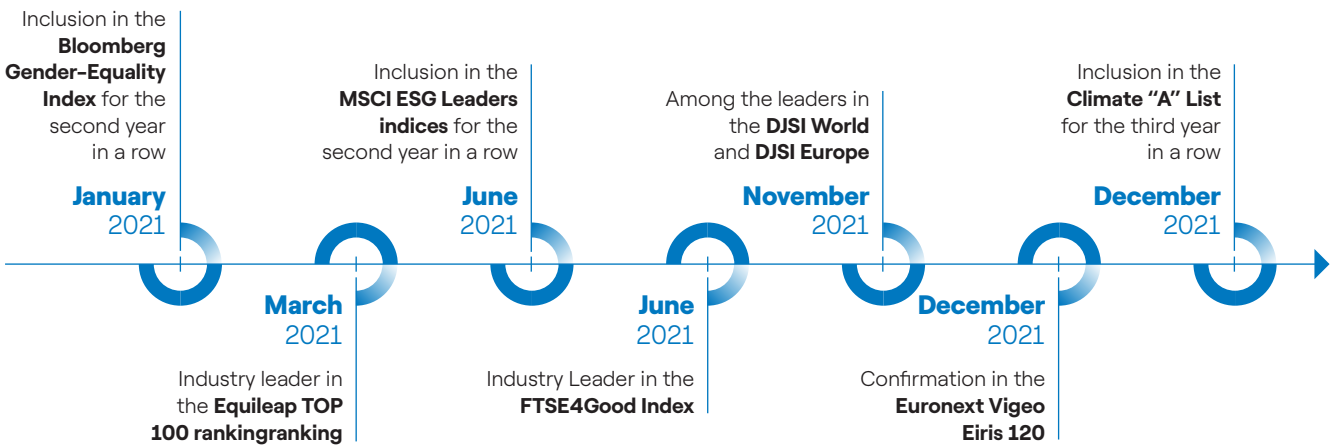 Inclusion in the
Bloomberg
Gender-Equality
Index for the
second year
in a row
January
2021
March
2021
Industry leader in
the Equileap TOP
100 rankingranking
Inclusion in the
MSCI ESG Leaders
indices for the
second year in a row
June
2021
June
2021
Industry Leader in the
FTSE4Good Index
Among the leaders in
the DJSI World
and DJSI Europe
November
2021
December
2021
Confirmation in the
Euronext Vigeo
Eiris 120
Inclusion in the
Climate “A” List
for the third year
in a row
December
2021